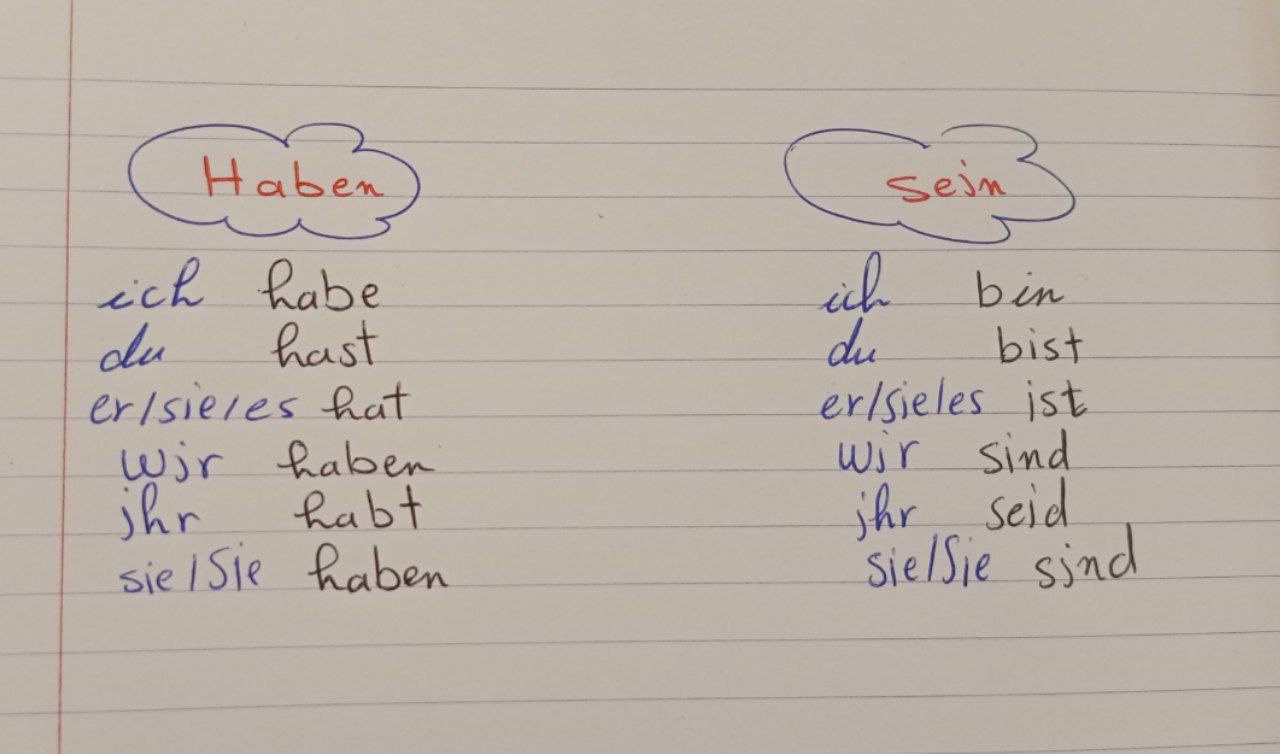 Haben
ich habe
du hast
er/sie/es hat
wir haben
ihr habt
sie/Sie haben
sein
ich bin
du bist
er/sie/es ist
wir sind
ihr seid
sie/Sie sind